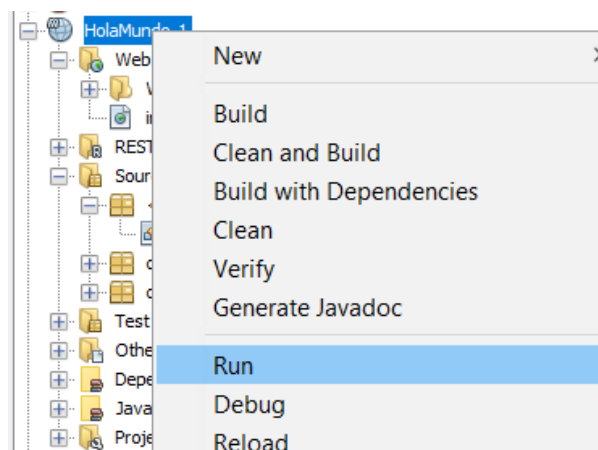 HolaMundo_1
Web
New
Build
REST
Clean and Build
Sour
Build with Dependencies
Clean
Verify
Generate Javadoc
Test
Othe
Run
Depe
Debug
Java
Proje
Reload